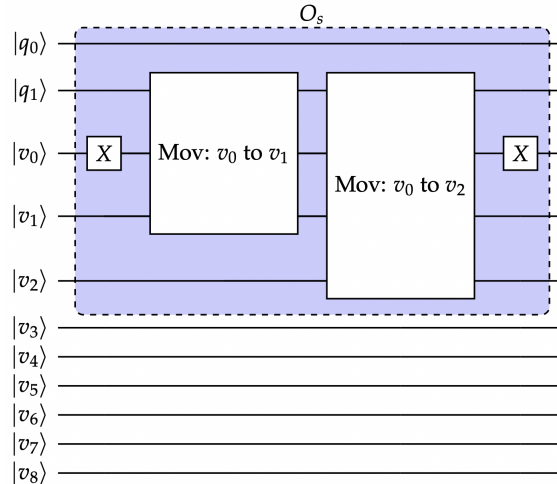 O_s
|q_0⟩
|q_1⟩
|v_0⟩ X Mov: v_0 to v_1 X
Mov: v_0 to v_2
|v_1⟩
|v_2⟩
|v_3⟩
|v_4⟩
|v_5⟩
|v_6⟩
|v_7⟩
|v_8⟩